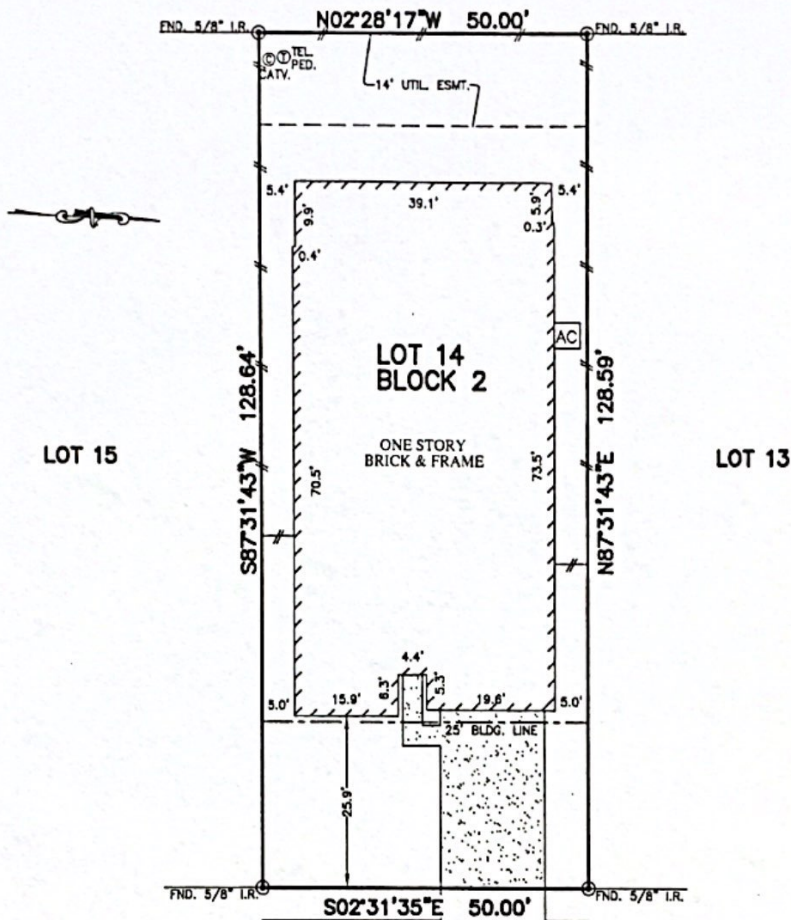 N02°28'17"W 50.00'
FND. 5/8" I.R.
FND. 5/8" I.R.
Ⓒ Ⓣ TEL.
PED.
CATV.
14' UTIL. ESMT.
5.4'
39.1'
5.4'
9.9'
5.9'
0.3'
0.4'
AC
LOT 14
BLOCK 2
S87°31'43"W 128.64'
N87°31'43"E 128.59'
ONE STORY
BRICK & FRAME
LOT 15
LOT 13
70.5'
73.5'
4.4'
6.3'
5.3'
5.0'
15.9'
19.6'
5.0'
25' BLDG. LINE
25.9'
FND. 5/8" I.R.
FND. 5/8" I.R.
S02°31'35"E 50.00'